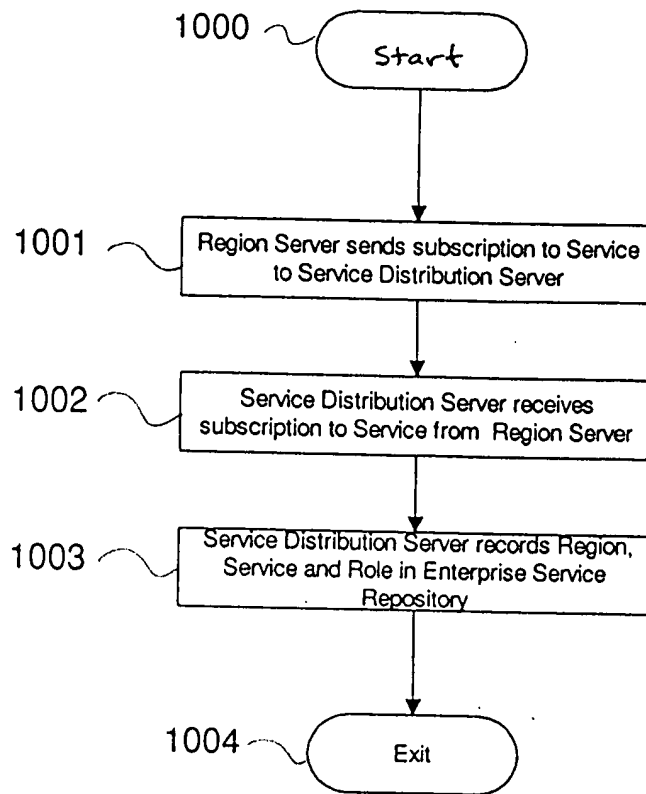 1000
Start
1001
Region Server sends subscription to Service
to Service Distribution Server
1002
Service Distribution Server receives
subscription to Service from Region Server
1003
Service Distribution Server records Region,
Service and Role in Enterprise Service
Repository
1004
Exit